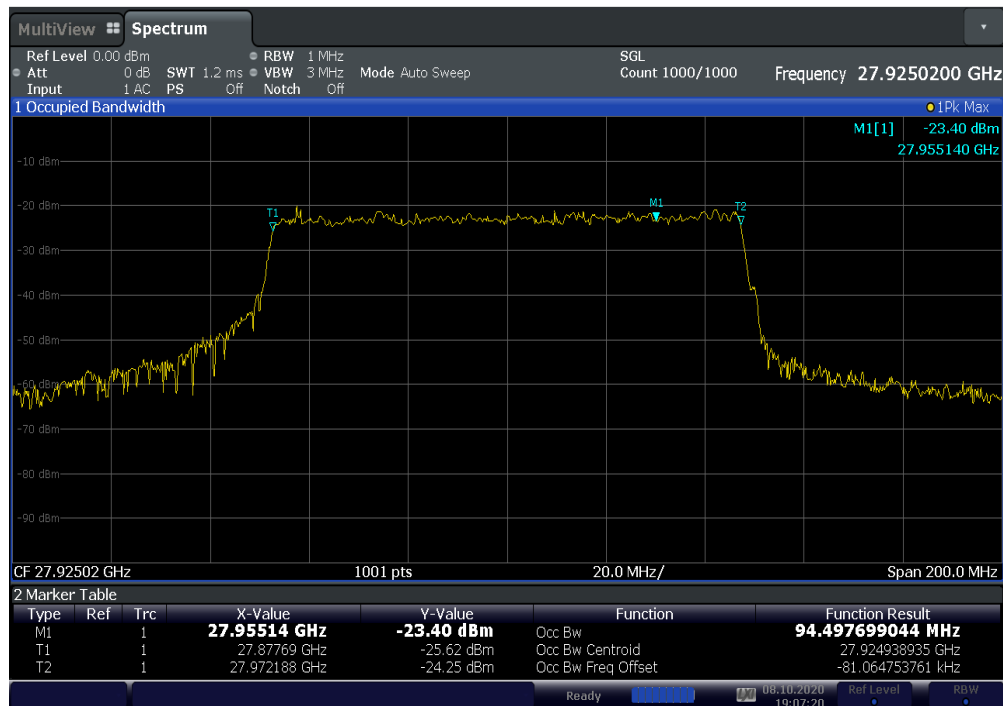 MultiView Spectrum
Ref Level 0.00 dBm RBW 1 MHz SGL
Att 0 dB SWT 1.2 ms VBW 3 MHz Mode Auto Sweep Count 1000/1000 Frequency 27.9250200 GHz
Input 1 AC PS Off Notch Off
1 Occupied Bandwidth 1Pk Max
M1[1] -23.40 dBm
27.955140 GHz
-10 dBm
-20 dBm
M1
T1
T2
-30 dBm
-40 dBm
-50 dBm
-60 dBm
-70 dBm
-80 dBm
-90 dBm
CF 27.92502 GHz 1001 pts 20.0 MHz/ Span 200.0 MHz
2 Marker Table
Type Ref Trc X-Value Y-Value Function Function Result
M1 1 27.95514 GHz -23.40 dBm Occ Bw 94.497699044 MHz
T1 1 27.87769 GHz -25.62 dBm Occ Bw Centroid 27.924938935 GHz
T2 1 27.972188 GHz -24.25 dBm Occ Bw Freq Offset -81.064753761 kHz
Ready 08.10.2020 Ref Level RBW
19:07:20